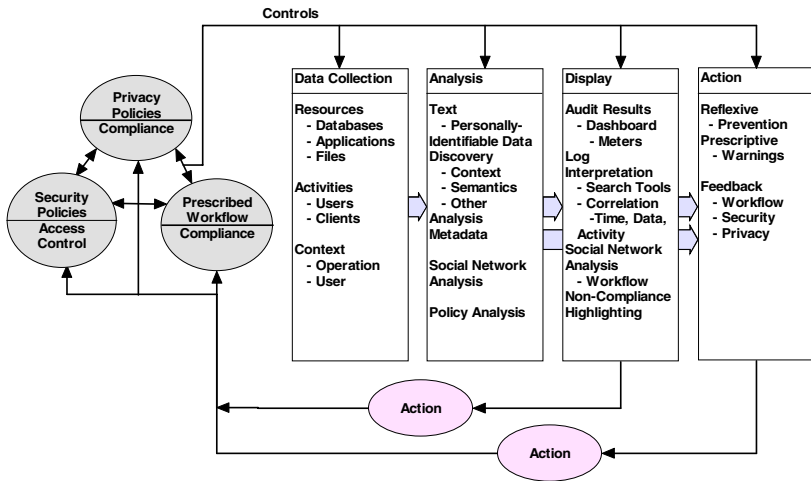 Controls
Privacy
Policies
Compliance
Security
Policies
Access
Control
Prescribed
Workflow
Compliance
Data Collection
Resources
- Databases
- Applications
- Files
Activities
- Users
- Clients
Context
- Operation
- User
Analysis
Text
- Personally-
Identifiable Data
Discovery
- Context
- Semantics
- Other
Analysis
Metadata
Social Network
Analysis
Policy Analysis
Display
Audit Results
- Dashboard
- Meters
Log
Interpretation
- Search Tools
- Correlation
-Time, Data,
Activity
Social Network
Analysis
- Workflow
Non-Compliance
Highlighting
Action
Reflexive
- Prevention
Prescriptive
- Warnings
Feedback
- Workflow
- Security
- Privacy
Action
Action